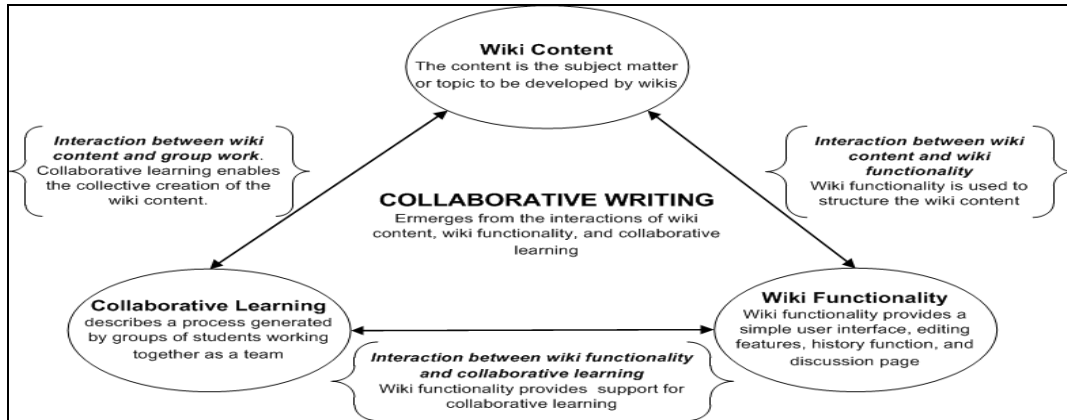 Wiki Content
The content is the subject matter
or topic to be developed by wikis
Interaction between wiki
content and group work.
Collaborative learning enables
the collective creation of the
wiki content.
Interaction between wiki
content and wiki
functionality
Wiki functionality is used to
structure the wiki content
COLLABORATIVE WRITING
Ermerges from the interactions of wiki
content, wiki functionality, and collaborative
learning
Collaborative Learning
describes a process generated
by groups of students working
together as a team
Wiki Functionality
Wiki functionality provides a
simple user interface, editing
features, history function, and
discussion page
Interaction between wiki functionality
and collaborative learning
Wiki functionality provides support for
collaborative learning